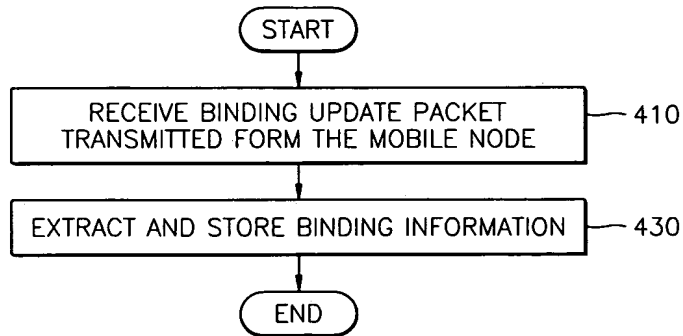 START
RECEIVE BINDING UPDATE PACKET
TRANSMITTED FORM THE MOBILE NODE
410
EXTRACT AND STORE BINDING INFORMATION
430
END